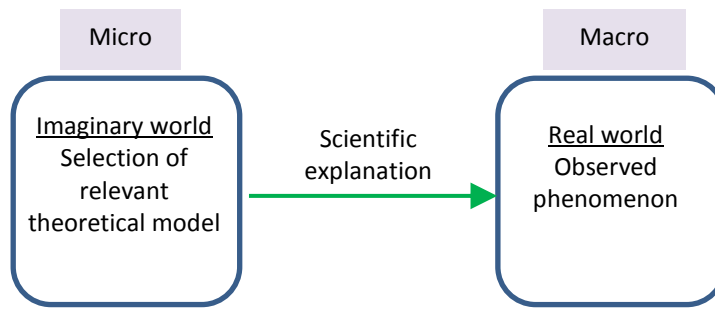 Micro
Macro
Imaginary world
Selection of
relevant
theoretical model
Scientific
explanation
Real world
Observed
phenomenon